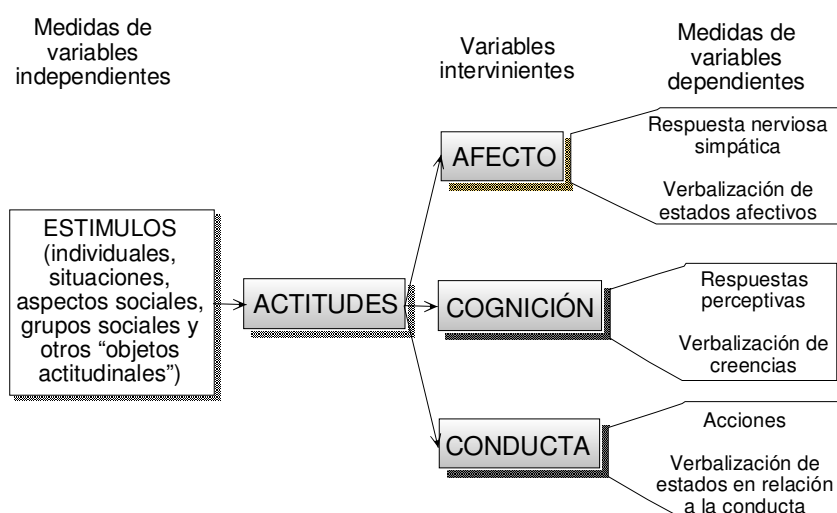 Medidas de
variables
independientes
Variables
intervinientes
Medidas de
variables
dependientes
ESTIMULOS
(individuales,
situaciones,
aspectos sociales,
grupos sociales y
otros “objetos
actitudinales”)
ACTITUDES
AFECTO
Respuesta nerviosa
simpática
Verbalización de
estados afectivos
COGNICIÓN
Respuestas
perceptivas
Verbalización de
creencias
CONDUCTA
Acciones
Verbalización de
estados en relación
a la conducta